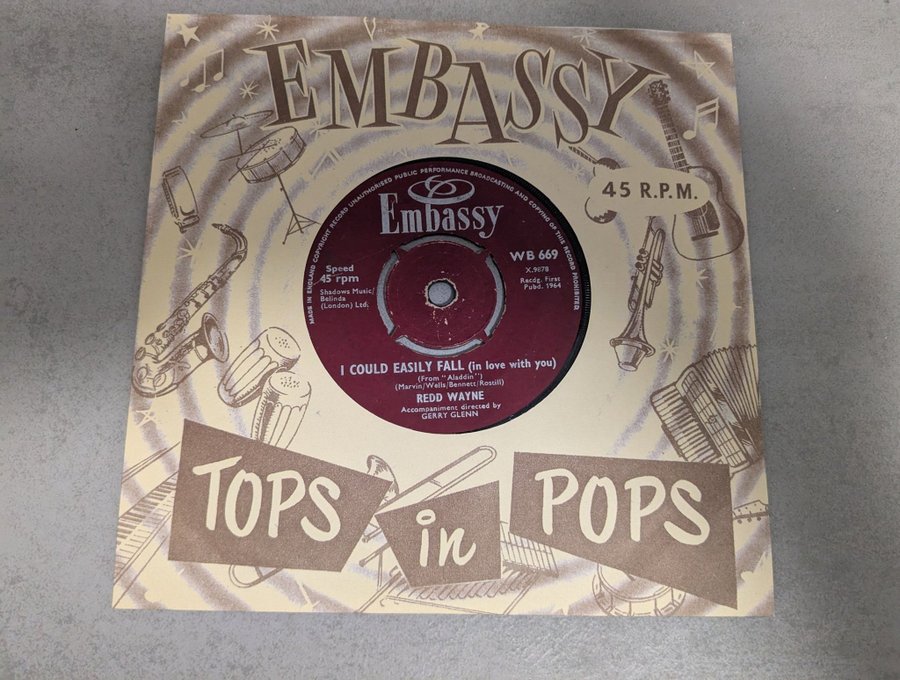 EMBASSY
45 R.P.M.
MADE IN ENGLAND COPYRIGHT RECORD UNAUTHORISED PUBLIC PERFORMANCE BROADCASTING AND COPYING OF THIS RECORD PROHIBITED
Embassy
WB 669
X.9878
Recdg. First
Pubd. 1964
Speed
45 rpm
Shadows Music/
Belinda
(London) Ltd.
I COULD EASILY FALL (in love with you)
(From "Aladdin")
(Marvin/Wells/Bennett/Rostill)
REDD WAYNE
Accompaniment directed by
GERRY GLENN
TOPS
in
POPS